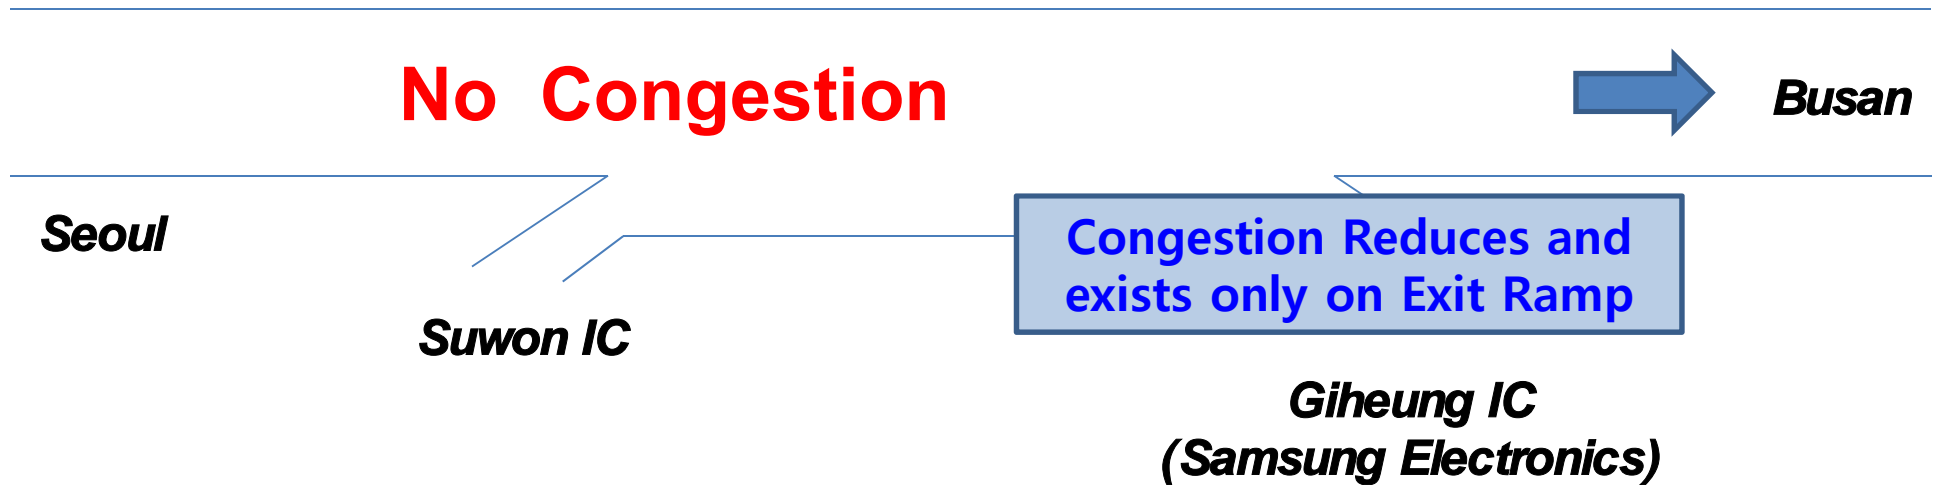 No Congestion
Busan
Seoul
Congestion Reduces and
exists only on Exit Ramp
Suwon IC
Giheung IC
(Samsung Electronics)